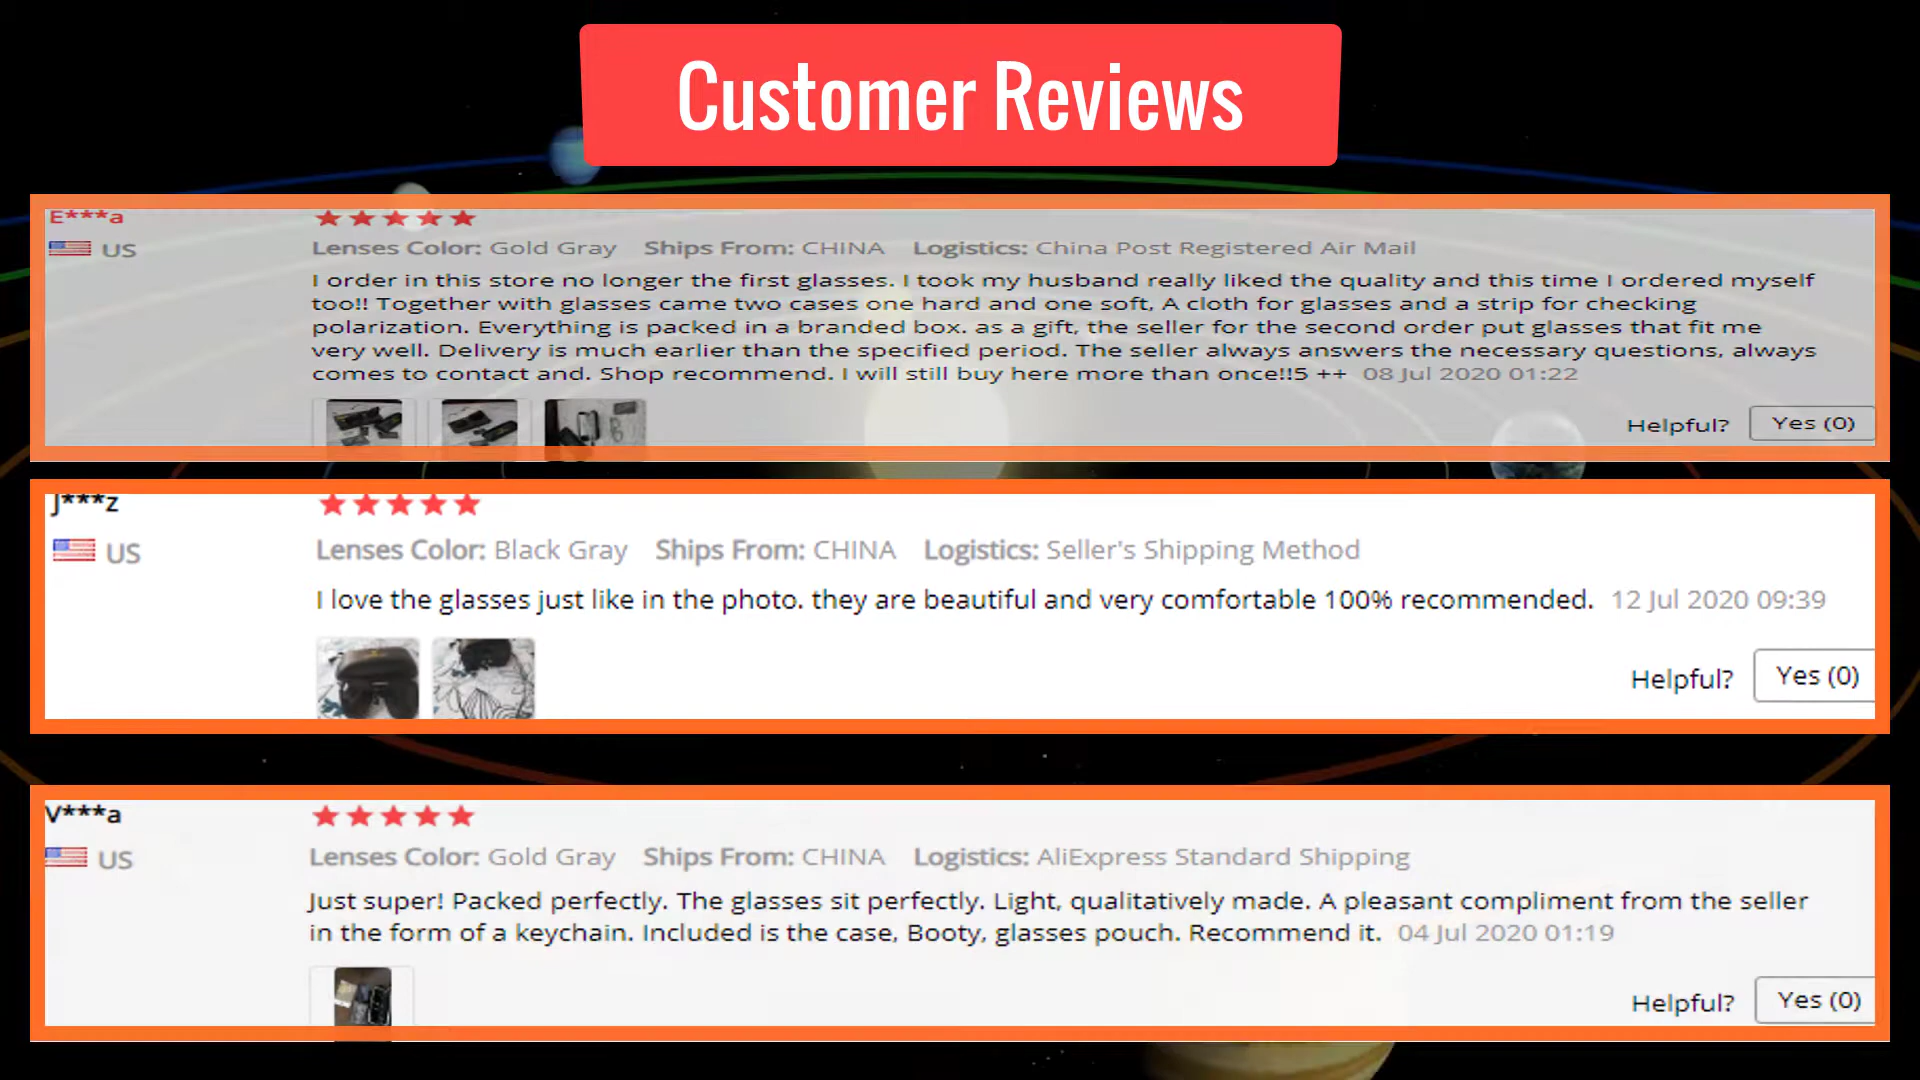 Customer Reviews
E***a
US
Lenses Color: Gold Gray Ships From: CHINA Logistics: China Post Registered Air Mail
I order in this store no longer the first glasses. I took my husband really liked the quality and this time I ordered myself
too!! Together with glasses came two cases one hard and one soft, A cloth for glasses and a strip for checking
polarization. Everything is packed in a branded box. as a gift, the seller for the second order put glasses that fit me
very well. Delivery is much earlier than the specified period. The seller always answers the necessary questions, always
comes to contact and. Shop recommend. I will still buy here more than once!!5 ++ 08 Jul 2020 01:22
Helpful? Yes (0)
J***z
US
Lenses Color: Black Gray Ships From: CHINA Logistics: Seller's Shipping Method
I love the glasses just like in the photo. they are beautiful and very comfortable 100% recommended. 12 Jul 2020 09:39
Helpful? Yes (0)
V***a
US
Lenses Color: Gold Gray Ships From: CHINA Logistics: AliExpress Standard Shipping
Just super! Packed perfectly. The glasses sit perfectly. Light, qualitatively made. A pleasant compliment from the seller
in the form of a keychain. Included is the case, Booty, glasses pouch. Recommend it. 04 Jul 2020 01:19
Helpful? Yes (0)